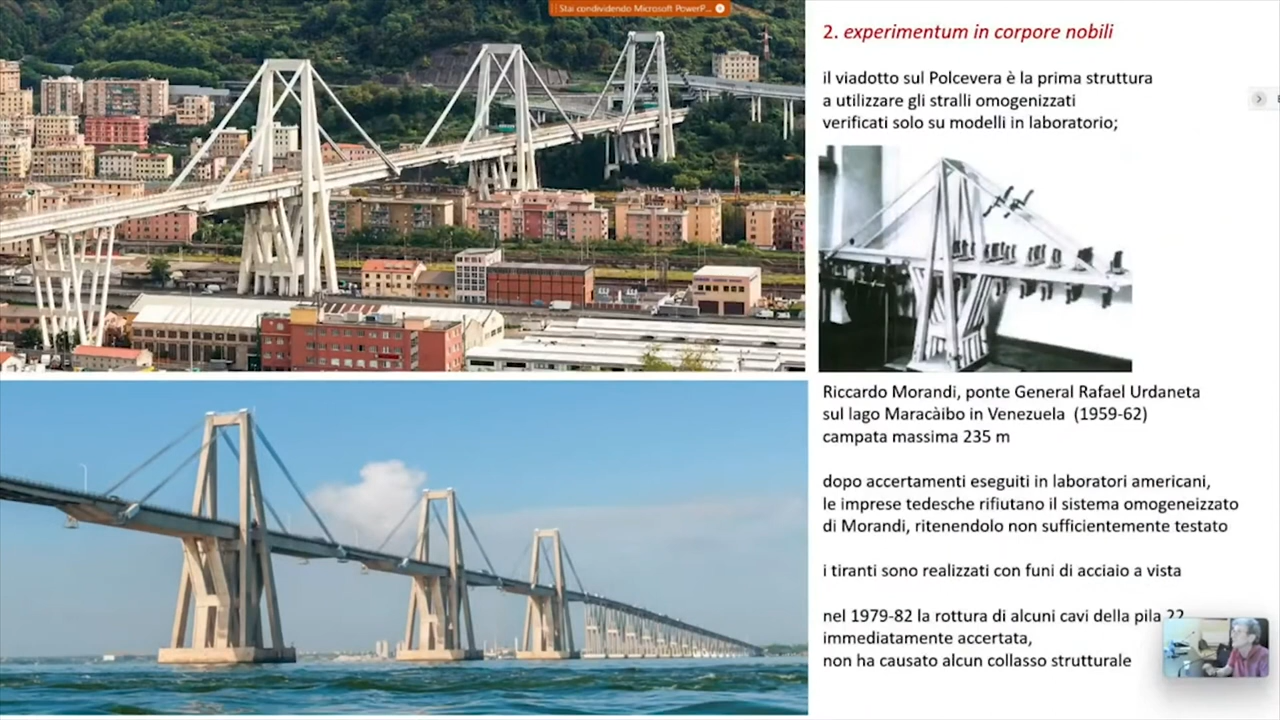 Stai condividendo Microsoft PowerP...
2. experimentum in corpore nobili
il viadotto sul Polcevera è la prima struttura
a utilizzare gli stralli omogenizzati
verificati solo su modelli in laboratorio;
Riccardo Morandi, ponte General Rafael Urdaneta
sul lago Maracàibo in Venezuela (1959-62)
campata massima 235 m
dopo accertamenti eseguiti in laboratori americani,
le imprese tedesche rifiutano il sistema omogeneizzato
di Morandi, ritenendolo non sufficientemente testato
i tiranti sono realizzati con funi di acciaio a vista
nel 1979-82 la rottura di alcuni cavi della pila 22
immediatamente accertata,
non ha causato alcun collasso strutturale